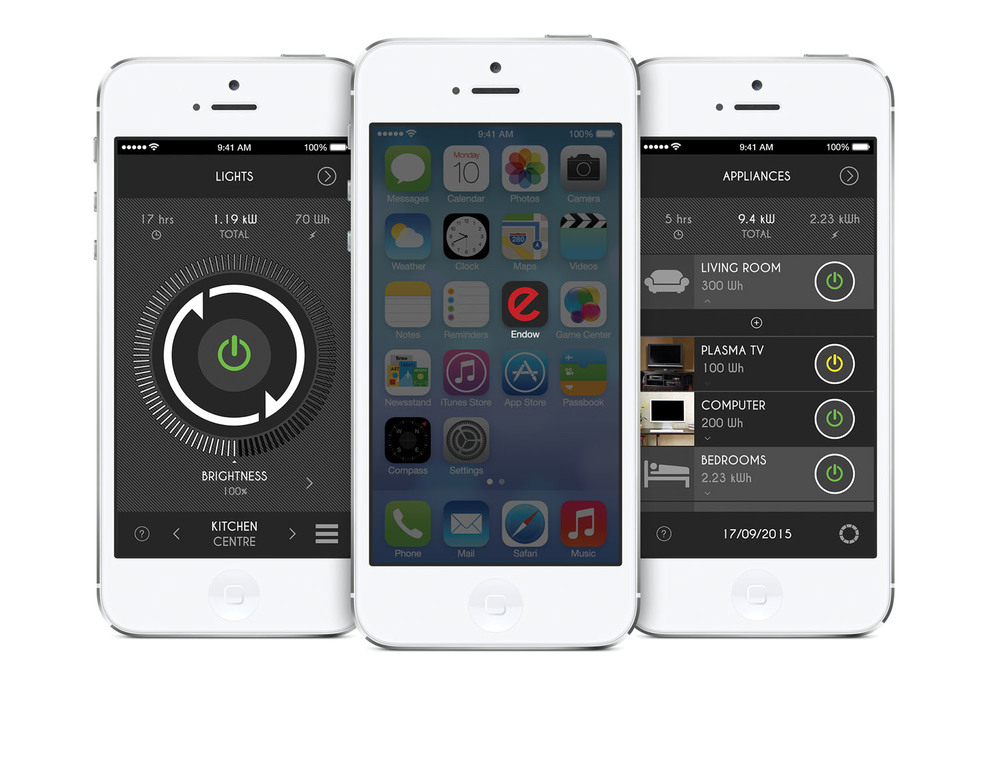 9:41 AM 100%
LIGHTS
17 hrs 1.19 kW 70 Wh
TOTAL
BRIGHTNESS
100%
?
KITCHEN
CENTRE
9:41 AM 100%
Monday
10
Messages Calendar Photos Camera
280
Weather Clock Maps Videos
Notes Reminders Endow Game Center
Newsstand iTunes Store App Store Passbook
N
W E
S
Compass Settings
Phone Mail Safari Music
9:41 AM 100%
APPLIANCES
5 hrs 9.4 kW 2.23 kWh
TOTAL
LIVING ROOM
300 Wh
PLASMA TV
100 Wh
COMPUTER
200 Wh
BEDROOMS
2.23 kWh
? 17/09/2015